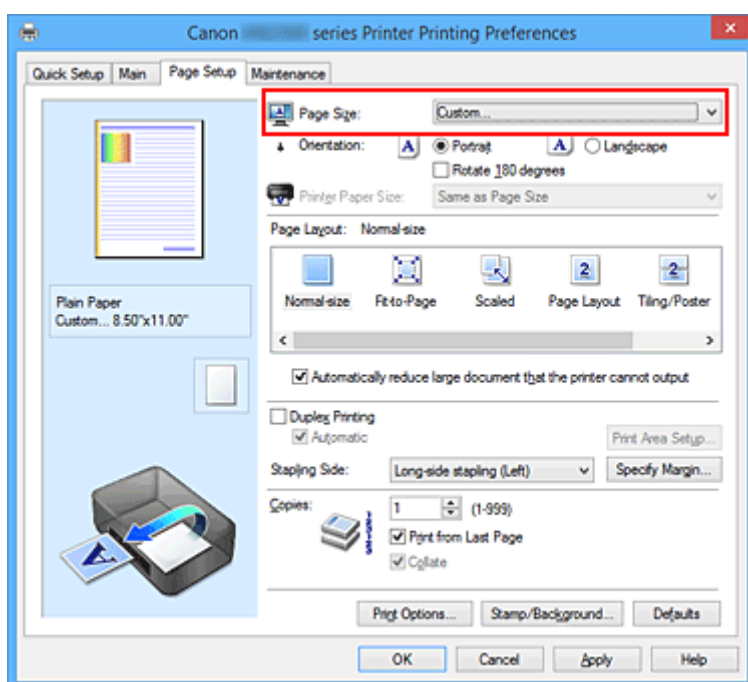 Canon series Printer Printing Preferences
Quick Setup Main Page Setup Maintenance
Page Size: Custom...
Orientation: A Portrait A Landscape
Rotate 180 degrees
Printer Paper Size: Same as Page Size
Page Layout: Normal-size
2 2
Normal-size Fit-to-Page Scaled Page Layout Tiling/Poster
Plain Paper
Custom... 8.50"x11.00"
Automatically reduce large document that the printer cannot output
Duplex Printing
Automatic
Print Area Setup...
Stapling Side: Long-side stapling (Left) Specify Margin...
Copies: 1 (1-999)
Print from Last Page
Collate
A
Print Options... Stamp/Background... Defaults
OK Cancel Apply Help